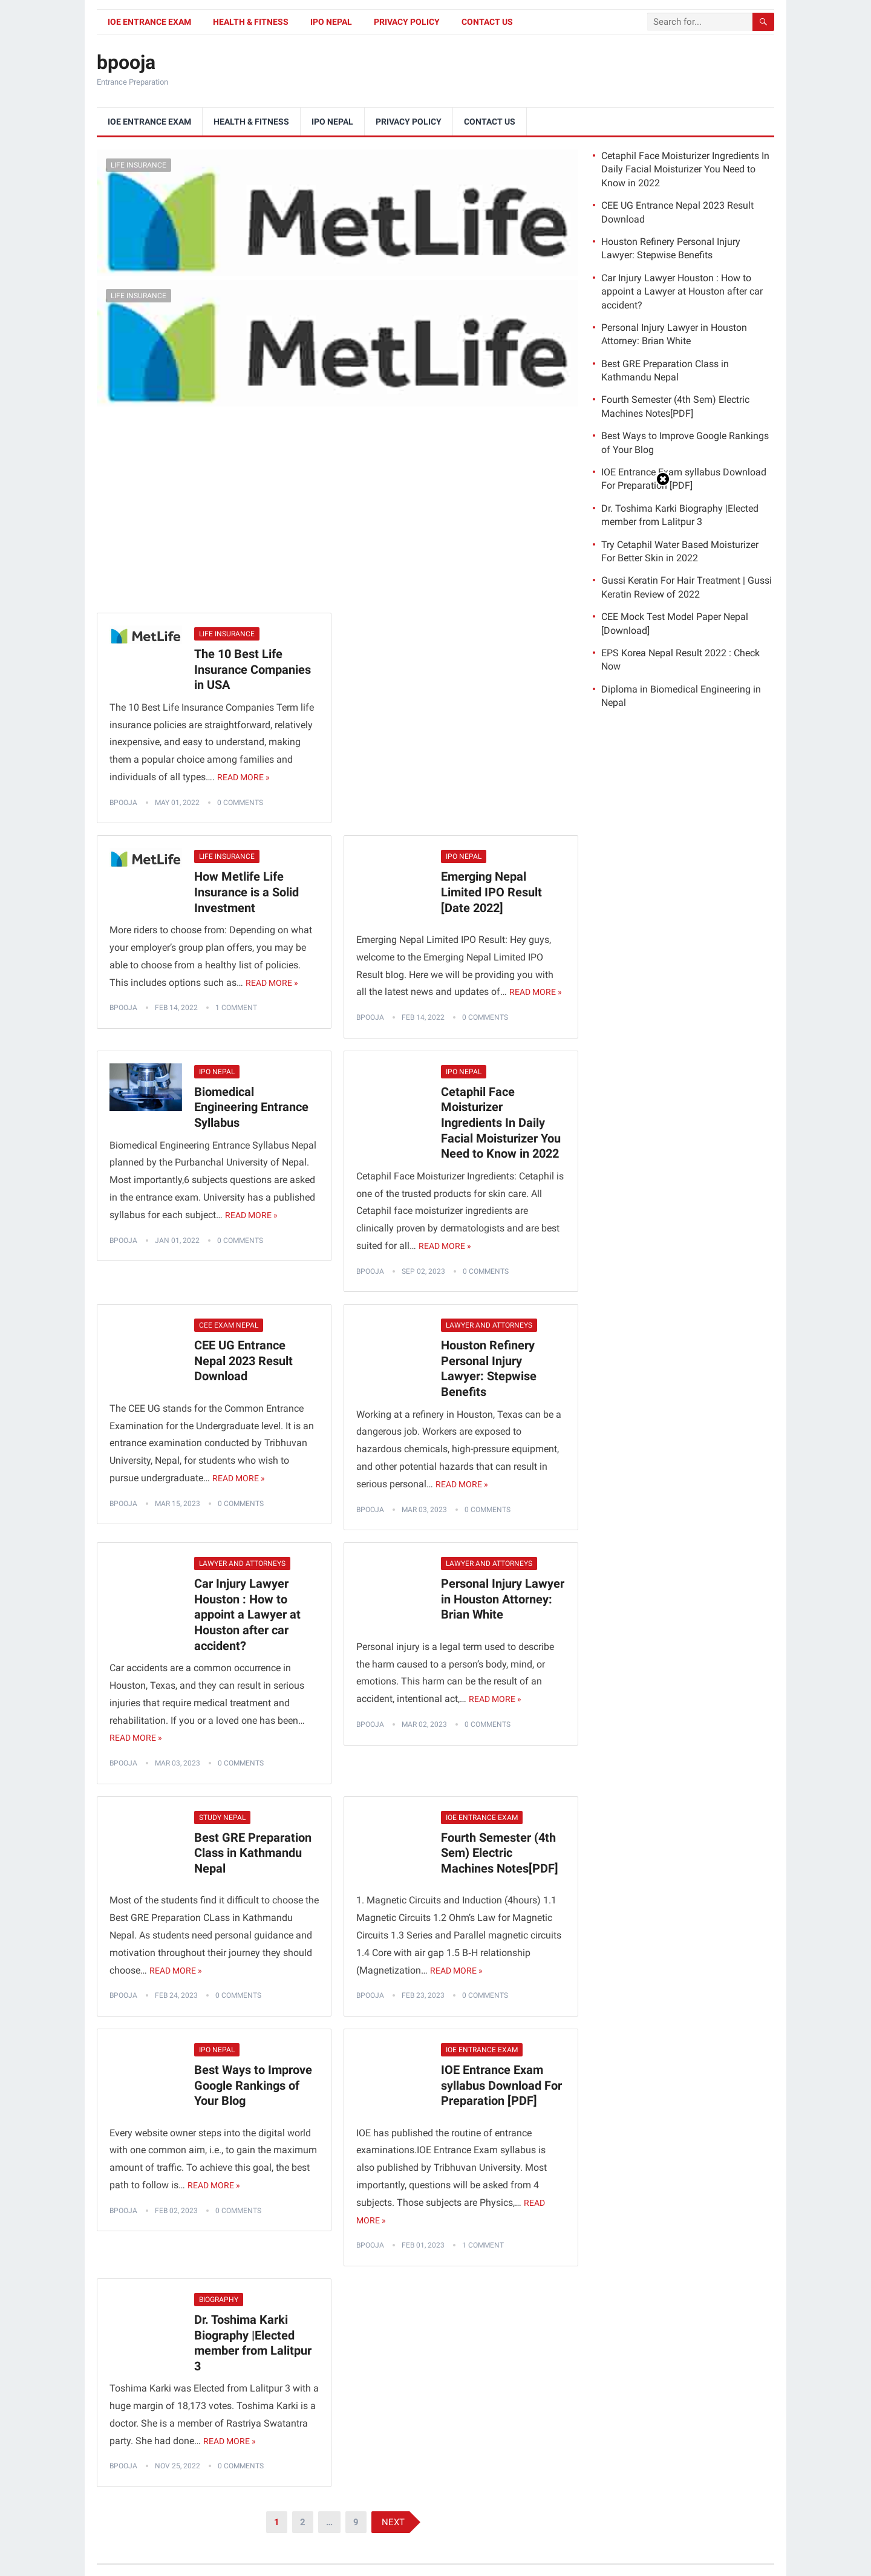 IOE ENTRANCE EXAM
HEALTH & FITNESS
IPO NEPAL
PRIVACY POLICY
CONTACT US
Search for...
bpooja
Entrance Preparation
IOE ENTRANCE EXAM
HEALTH & FITNESS
IPO NEPAL
PRIVACY POLICY
CONTACT US
LIFE INSURANCE
MetLife
LIFE INSURANCE
MetLife
Cetaphil Face Moisturizer Ingredients In
Daily Facial Moisturizer You Need to
Know in 2022
CEE UG Entrance Nepal 2023 Result
Download
Houston Refinery Personal Injury
Lawyer: Stepwise Benefits
Car Injury Lawyer Houston : How to
appoint a Lawyer at Houston after car
accident?
Personal Injury Lawyer in Houston
Attorney: Brian White
Best GRE Preparation Class in
Kathmandu Nepal
Fourth Semester (4th Sem) Electric
Machines Notes[PDF]
Best Ways to Improve Google Rankings
of Your Blog
IOE Entrance Exam syllabus Download
For Preparation [PDF]
Dr. Toshima Karki Biography |Elected
member from Lalitpur 3
Try Cetaphil Water Based Moisturizer
For Better Skin in 2022
Gussi Keratin For Hair Treatment | Gussi
Keratin Review of 2022
CEE Mock Test Model Paper Nepal
[Download]
EPS Korea Nepal Result 2022 : Check
Now
Diploma in Biomedical Engineering in
Nepal
MetLife
LIFE INSURANCE
The 10 Best Life
Insurance Companies
in USA
The 10 Best Life Insurance Companies Term life
insurance policies are straightforward, relatively
inexpensive, and easy to understand, making
them a popular choice among families and
individuals of all types.... READ MORE »
BPOOJA • MAY 01, 2022 • 0 COMMENTS
MetLife
LIFE INSURANCE
How Metlife Life
Insurance is a Solid
Investment
More riders to choose from: Depending on what
your employer's group plan offers, you may be
able to choose from a healthy list of policies.
This includes options such as… READ MORE »
BPOOJA • FEB 14, 2022 • 1 COMMENT
IPO NEPAL
Emerging Nepal
Limited IPO Result
[Date 2022]
Emerging Nepal Limited IPO Result: Hey guys,
welcome to the Emerging Nepal Limited IPO
Result blog. Here we will be providing you with
all the latest news and updates of… READ MORE »
BPOOJA • FEB 14, 2022 • 0 COMMENTS
IPO NEPAL
Biomedical
Engineering Entrance
Syllabus
Biomedical Engineering Entrance Syllabus Nepal
planned by the Purbanchal University of Nepal.
Most importantly,6 subjects questions are asked
in the entrance exam. University has a published
syllabus for each subject… READ MORE »
BPOOJA • JAN 01, 2022 • 0 COMMENTS
IPO NEPAL
Cetaphil Face
Moisturizer
Ingredients In Daily
Facial Moisturizer You
Need to Know in 2022
Cetaphil Face Moisturizer Ingredients: Cetaphil is
one of the trusted products for skin care. All
Cetaphil face moisturizer ingredients are
clinically proven by dermatologists and are best
suited for all… READ MORE »
BPOOJA • SEP 02, 2023 • 0 COMMENTS
CEE EXAM NEPAL
CEE UG Entrance
Nepal 2023 Result
Download
The CEE UG stands for the Common Entrance
Examination for the Undergraduate level. It is an
entrance examination conducted by Tribhuvan
University, Nepal, for students who wish to
pursue undergraduate… READ MORE »
BPOOJA • MAR 15, 2023 • 0 COMMENTS
LAWYER AND ATTORNEYS
Houston Refinery
Personal Injury
Lawyer: Stepwise
Benefits
Working at a refinery in Houston, Texas can be a
dangerous job. Workers are exposed to
hazardous chemicals, high-pressure equipment,
and other potential hazards that can result in
serious personal… READ MORE »
BPOOJA • MAR 03, 2023 • 0 COMMENTS
LAWYER AND ATTORNEYS
Car Injury Lawyer
Houston : How to
appoint a Lawyer at
Houston after car
accident?
Car accidents are a common occurrence in
Houston, Texas, and they can result in serious
injuries that require medical treatment and
rehabilitation. If you or a loved one has been…
READ MORE »
BPOOJA • MAR 03, 2023 • 0 COMMENTS
LAWYER AND ATTORNEYS
Personal Injury Lawyer
in Houston Attorney:
Brian White
Personal injury is a legal term used to describe
the harm caused to a person's body, mind, or
emotions. This harm can be the result of an
accident, intentional act,… READ MORE »
BPOOJA • MAR 02, 2023 • 0 COMMENTS
STUDY NEPAL
Best GRE Preparation
Class in Kathmandu
Nepal
Most of the students find it difficult to choose the
Best GRE Preparation CLass in Kathmandu
Nepal. As students need personal guidance and
motivation throughout their journey they should
choose… READ MORE »
BPOOJA • FEB 24, 2023 • 0 COMMENTS
IOE ENTRANCE EXAM
Fourth Semester (4th
Sem) Electric
Machines Notes[PDF]
1. Magnetic Circuits and Induction (4hours) 1.1
Magnetic Circuits 1.2 Ohm's Law for Magnetic
Circuits 1.3 Series and Parallel magnetic circuits
1.4 Core with air gap 1.5 B-H relationship
(Magnetization… READ MORE »
BPOOJA • FEB 23, 2023 • 0 COMMENTS
IPO NEPAL
Best Ways to Improve
Google Rankings of
Your Blog
Every website owner steps into the digital world
with one common aim, i.e., to gain the maximum
amount of traffic. To achieve this goal, the best
path to follow is… READ MORE »
BPOOJA • FEB 02, 2023 • 0 COMMENTS
IOE ENTRANCE EXAM
IOE Entrance Exam
syllabus Download For
Preparation [PDF]
IOE has published the routine of entrance
examinations.IOE Entrance Exam syllabus is
also published by Tribhuvan University. Most
importantly, questions will be asked from 4
subjects. Those subjects are Physics,… READ
MORE »
BPOOJA • FEB 01, 2023 • 1 COMMENT
BIOGRAPHY
Dr. Toshima Karki
Biography |Elected
member from Lalitpur
3
Toshima Karki was Elected from Lalitpur 3 with a
huge margin of 18,173 votes. Toshima Karki is a
doctor. She is a member of Rastriya Swatantra
party. She had done… READ MORE »
BPOOJA • NOV 25, 2022 • 0 COMMENTS
1 2 … 9 NEXT